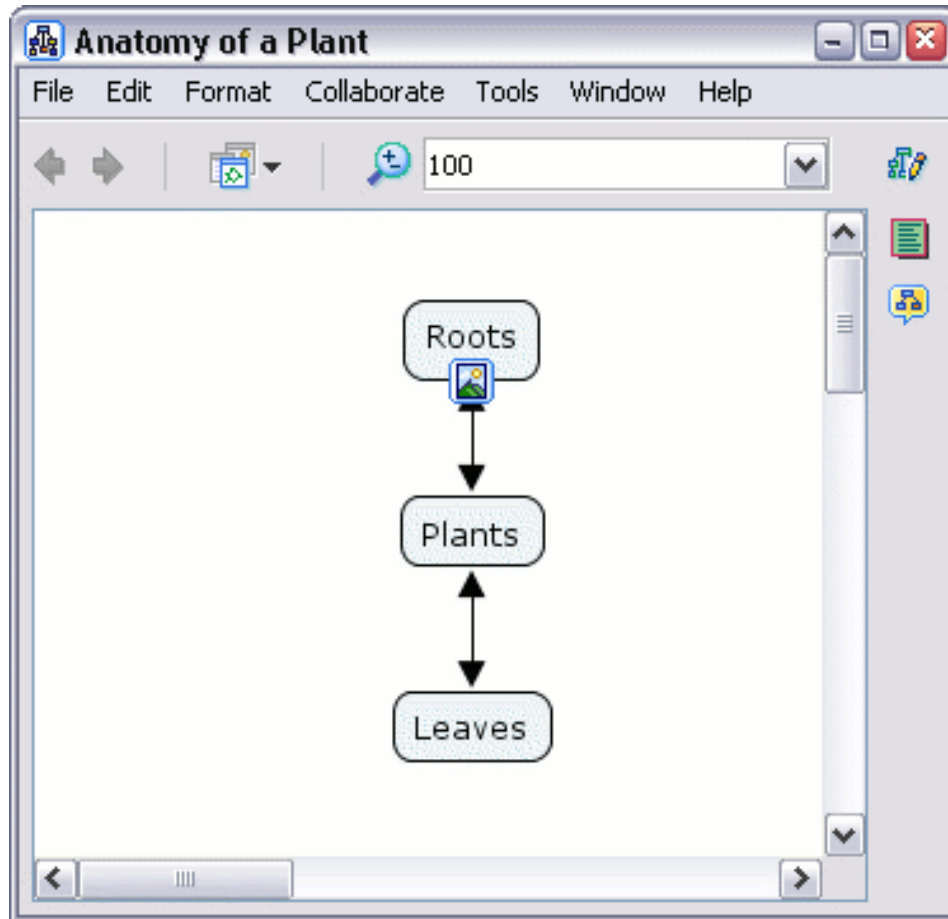 Anatomy of a Plant
File Edit Format Collaborate Tools Window Help
100
Roots
Plants
Leaves